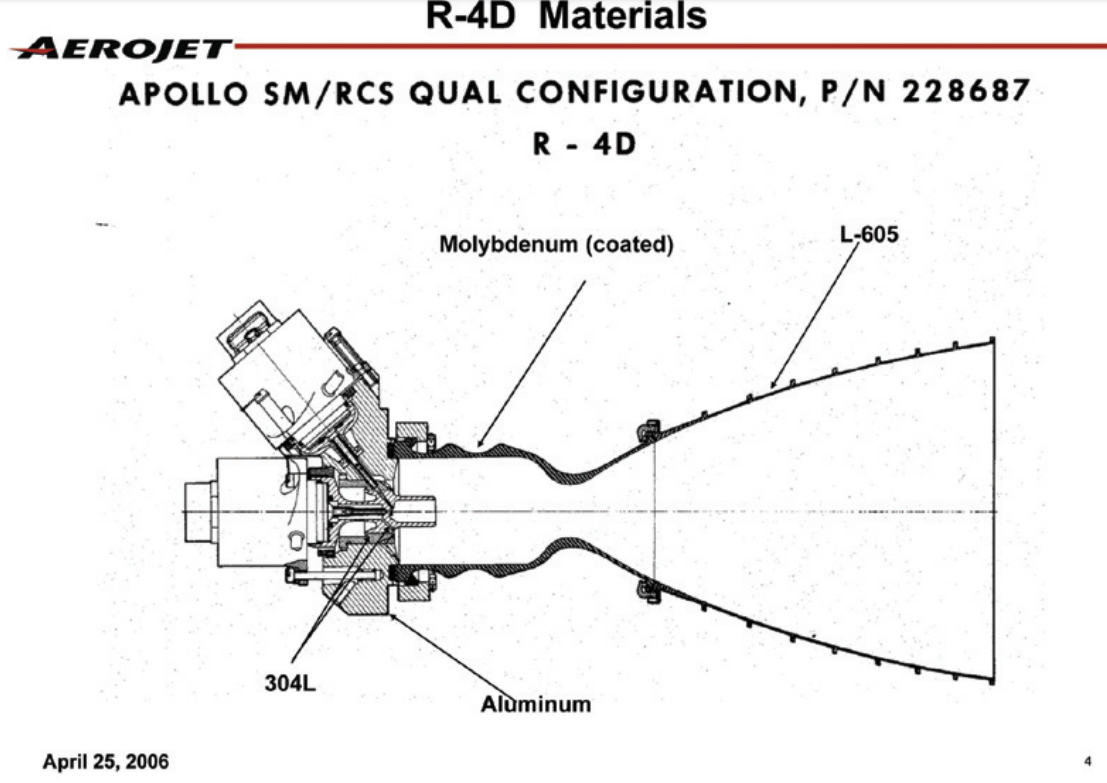 R-4D Materials
AEROJET
APOLLO SM/RCS QUAL CONFIGURATION, P/N 228687
R - 4D
Molybdenum (coated)
L-605
304L
Aluminum
April 25, 2006
4